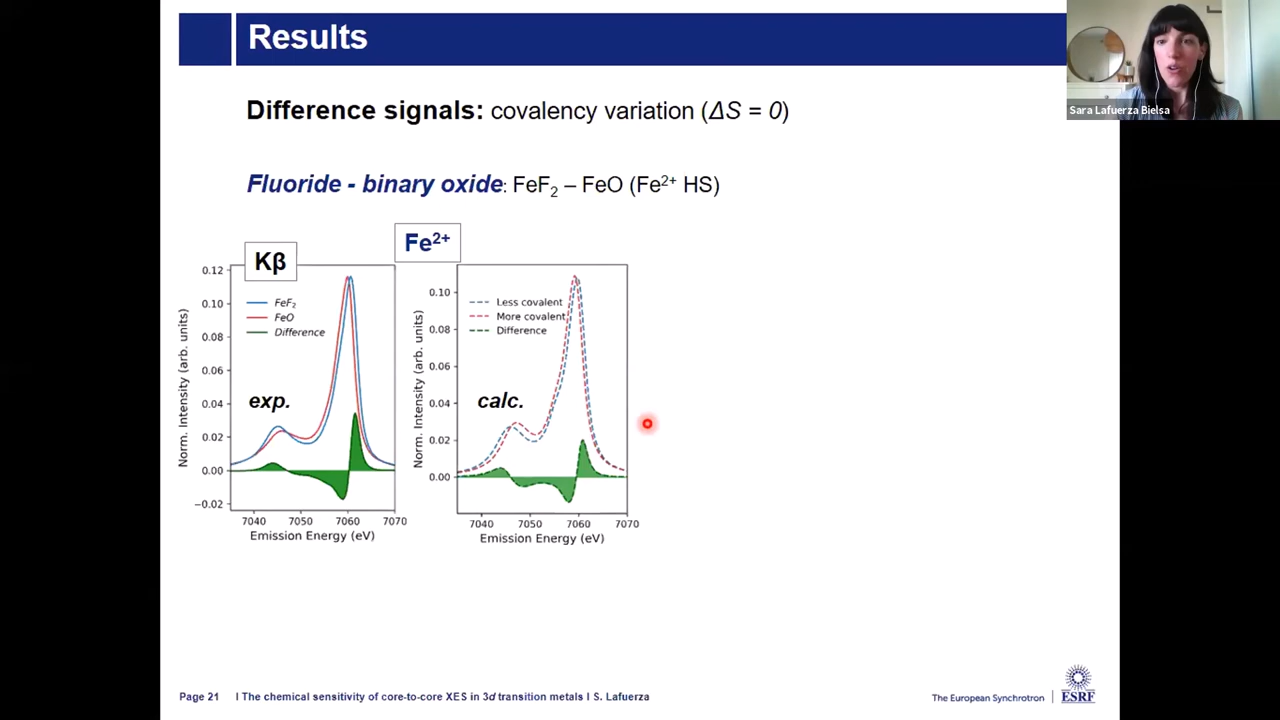 Results
Sara Lafuerza Bielsa
Difference signals: covalency variation (ΔS = 0)
Fluoride - binary oxide: FeF₂ – FeO (Fe²⁺ HS)
Fe²⁺
Kβ
FeF₂
FeO
Difference
exp.
0.12
0.10
0.08
0.06
0.04
0.02
0.00
−0.02
Norm. Intensity (arb. units)
7040 7050 7060 7070
Emission Energy (eV)
Less covalent
More covalent
Difference
calc.
0.10
0.08
0.06
0.04
0.02
0.00
Norm. Intensity (arb. units)
7040 7050 7060 7070
Emission Energy (eV)
Page 21 I The chemical sensitivity of core-to-core XES in 3d transition metals I S. Lafuerza
The European Synchrotron
ESRF